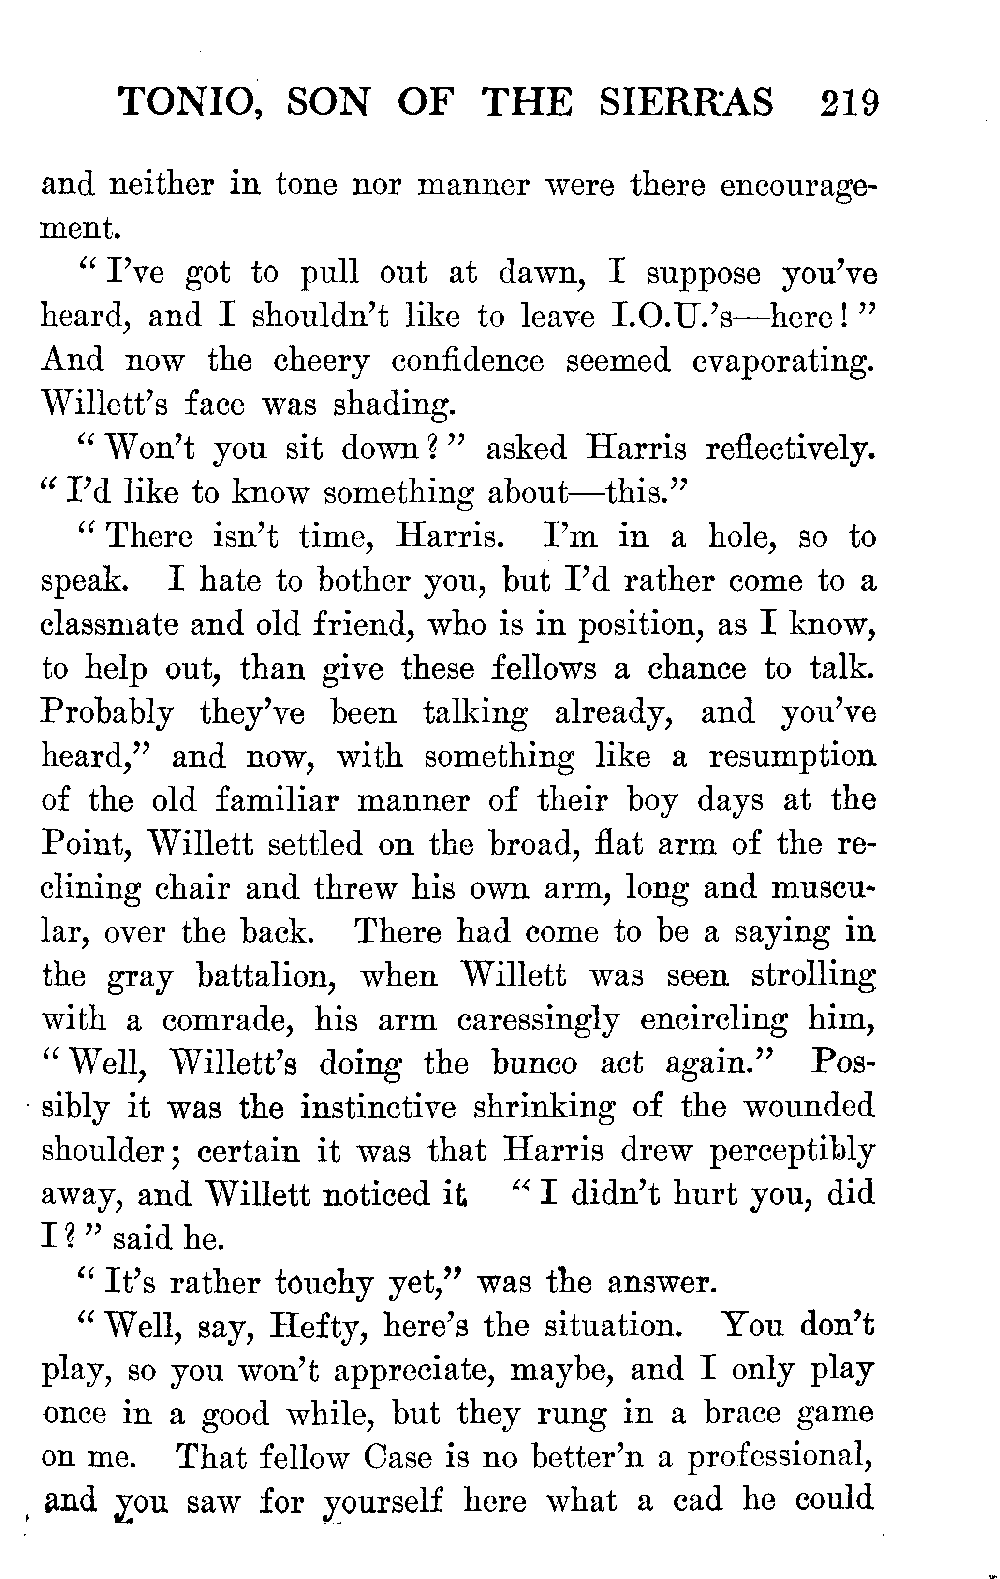 TONIO, SON OF THE SIERRAS 219
and neither in tone nor manner were there encourage-
ment.
“ I’ve got to pull out at dawn, I suppose you’ve
heard, and I shouldn’t like to leave I.O.U.’s—here! ”
And now the cheery confidence seemed evaporating.
Willett’s face was shading.
“ Won’t you sit down? ” asked Harris reflectively.
“ I’d like to know something about—this.”
“ There isn’t time, Harris. I’m in a hole, so to
speak. I hate to bother you, but I’d rather come to a
classmate and old friend, who is in position, as I know,
to help out, than give these fellows a chance to talk.
Probably they’ve been talking already, and you’ve
heard,” and now, with something like a resumption
of the old familiar manner of their boy days at the
Point, Willett settled on the broad, flat arm of the re-
clining chair and threw his own arm, long and muscu-
lar, over the back. There had come to be a saying in
the gray battalion, when Willett was seen strolling
with a comrade, his arm caressingly encircling him,
“ Well, Willett’s doing the bunco act again.” Pos-
sibly it was the instinctive shrinking of the wounded
shoulder; certain it was that Harris drew perceptibly
away, and Willett noticed it “ I didn’t hurt you, did
I? ” said he.
“ It’s rather touchy yet,” was the answer.
“ Well, say, Hefty, here’s the situation. You don’t
play, so you won’t appreciate, maybe, and I only play
once in a good while, but they rung in a brace game
on me. That fellow Case is no better’n a professional,
and you saw for yourself here what a cad he could